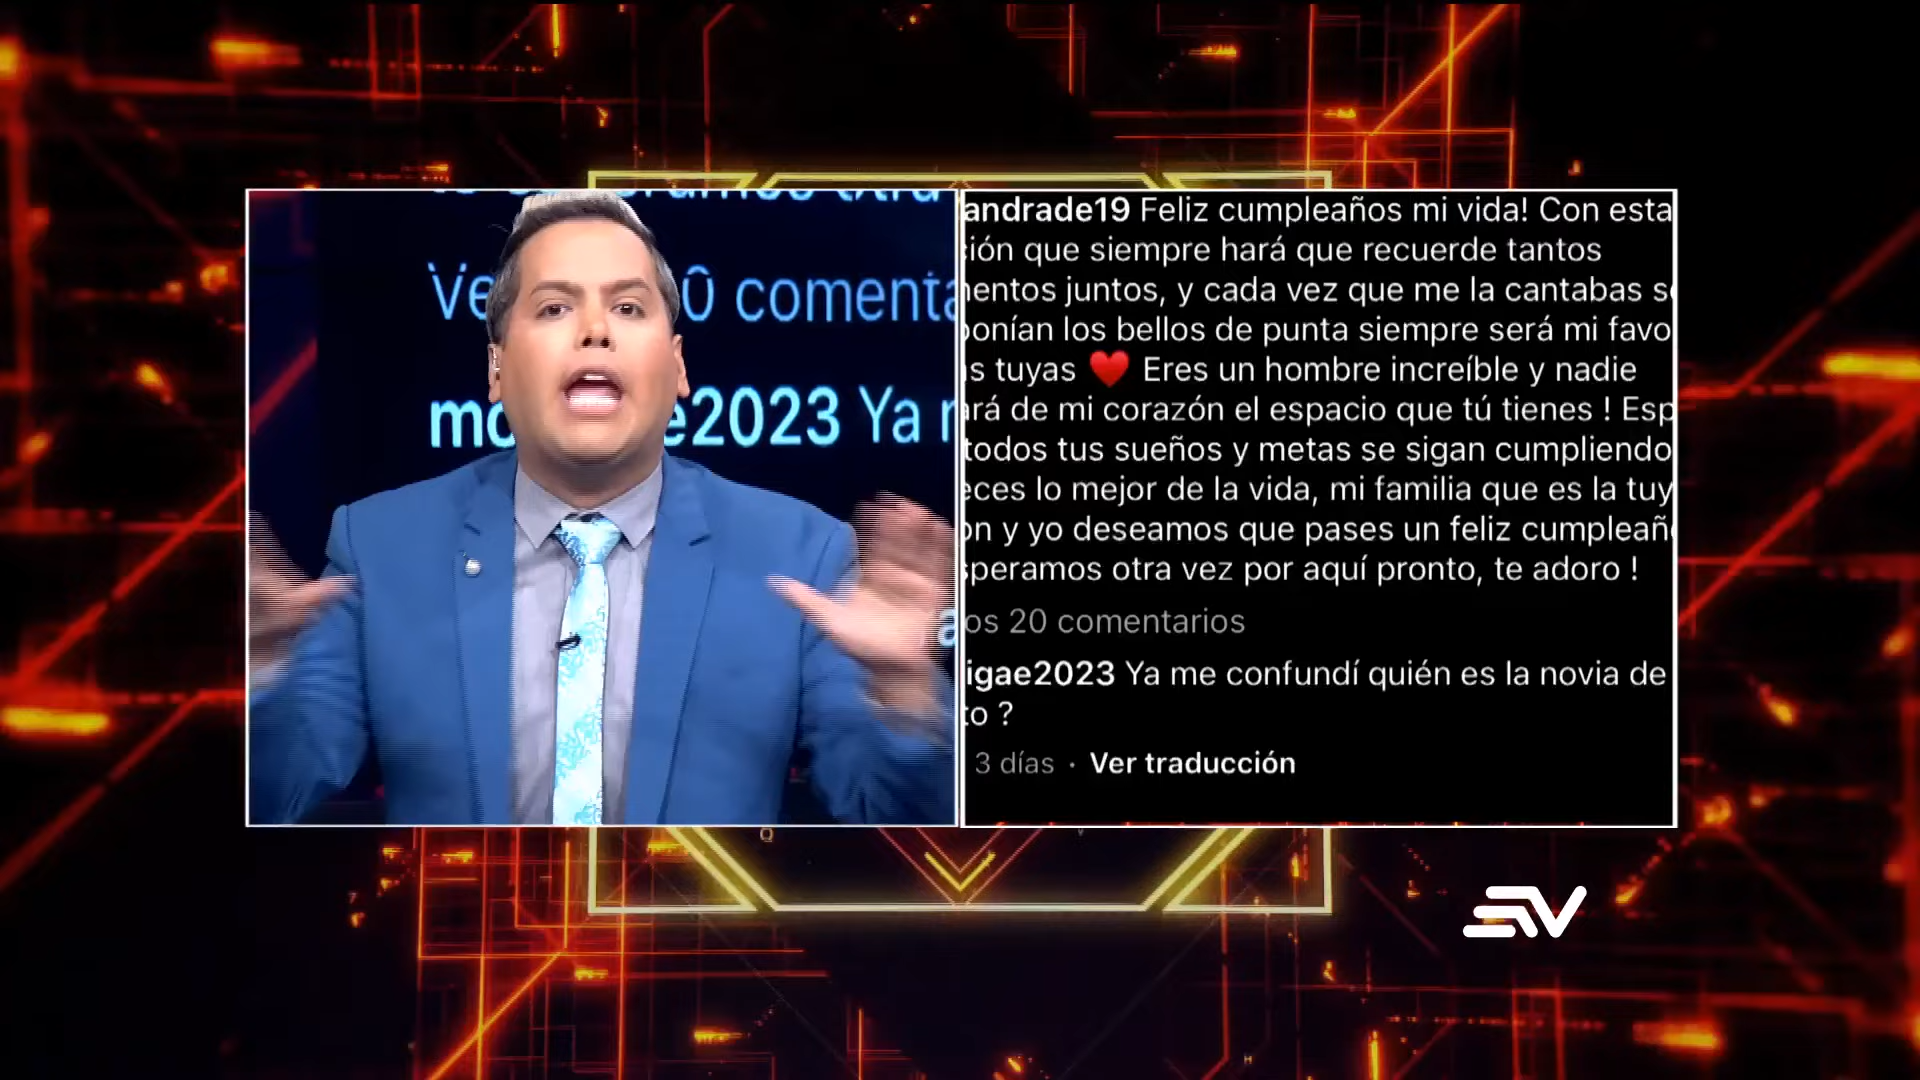 comenta
2023 Ya
andrade19 Feliz cumpleaños mi vida! Con esta
ión que siempre hará que recuerde tantos
entos juntos, y cada vez que me la cantabas s
onían los bellos de punta siempre será mi favo
s tuyas ❤️ Eres un hombre increíble y nadie
ará de mi corazón el espacio que tú tienes ! Esp
todos tus sueños y metas se sigan cumpliendo
eces lo mejor de la vida, mi familia que es la tuy
on y yo deseamos que pases un feliz cumpleañ
speramos otra vez por aquí pronto, te adoro !
os 20 comentarios
igae2023 Ya me confundí quién es la novia de
to ?
3 días · Ver traducción